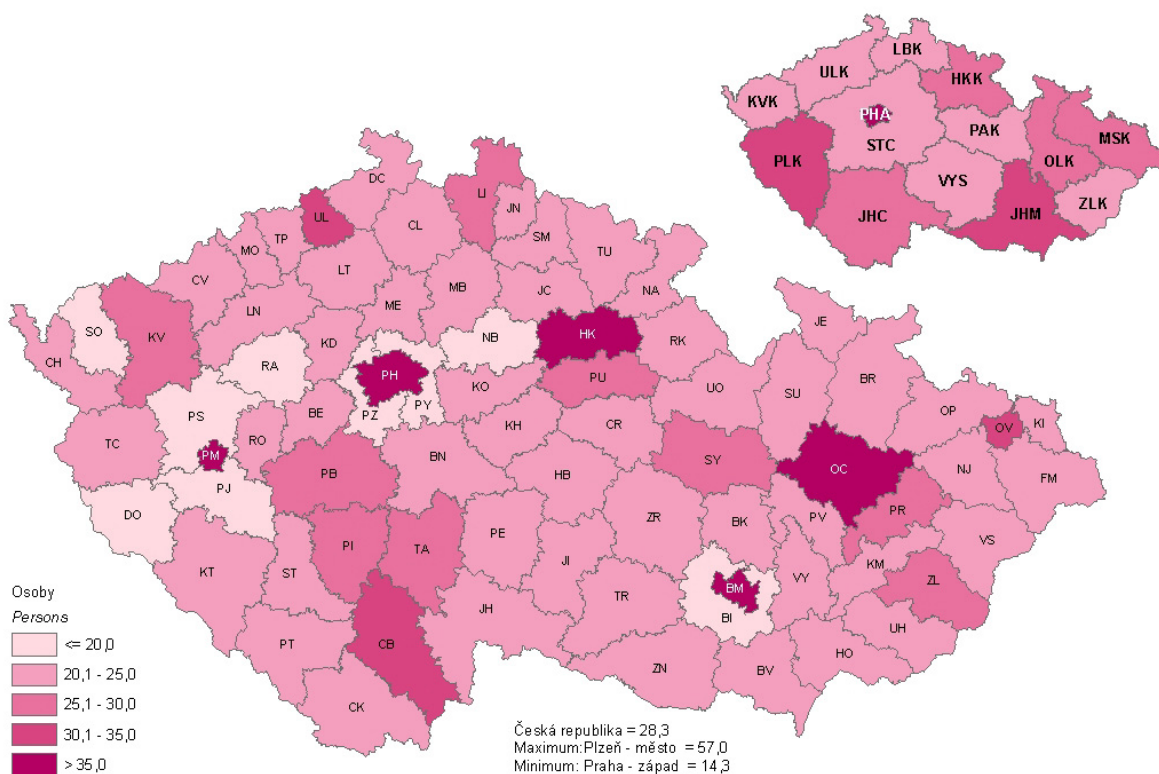 LBK
ULK
HKK
KVK
PHA
PAK
MSK
STC
PLK
OLK
VYS
ZLK
JHC
JHM
DC
LI
JN
UL
CL
SM
TP
MO
TU
CV
LT
MB
JC
NA
ME
LN
SO
KV
HK
JE
NB
KD
RK
CH
RA
PH
BR
PU
KO
UO
SU
PY
PZ
PS
BE
OP
KH
CR
OV
KI
TC
RO
PM
BN
SY
OC
PB
HB
NJ
FM
PJ
DO
PR
PV
ZR
BK
PE
VS
PI
TA
KM
JI
ST
KT
VY
ZL
BM
TR
JH
BI
UH
PT
CB
HO
ZN
BV
CK
Osoby
Persons
<= 20,0
20,1 - 25,0
25,1 - 30,0
30,1 - 35,0
> 35,0
Česká republika = 28,3
Maximum: Plzeň - město = 57,0
Minimum: Praha - západ = 14,3